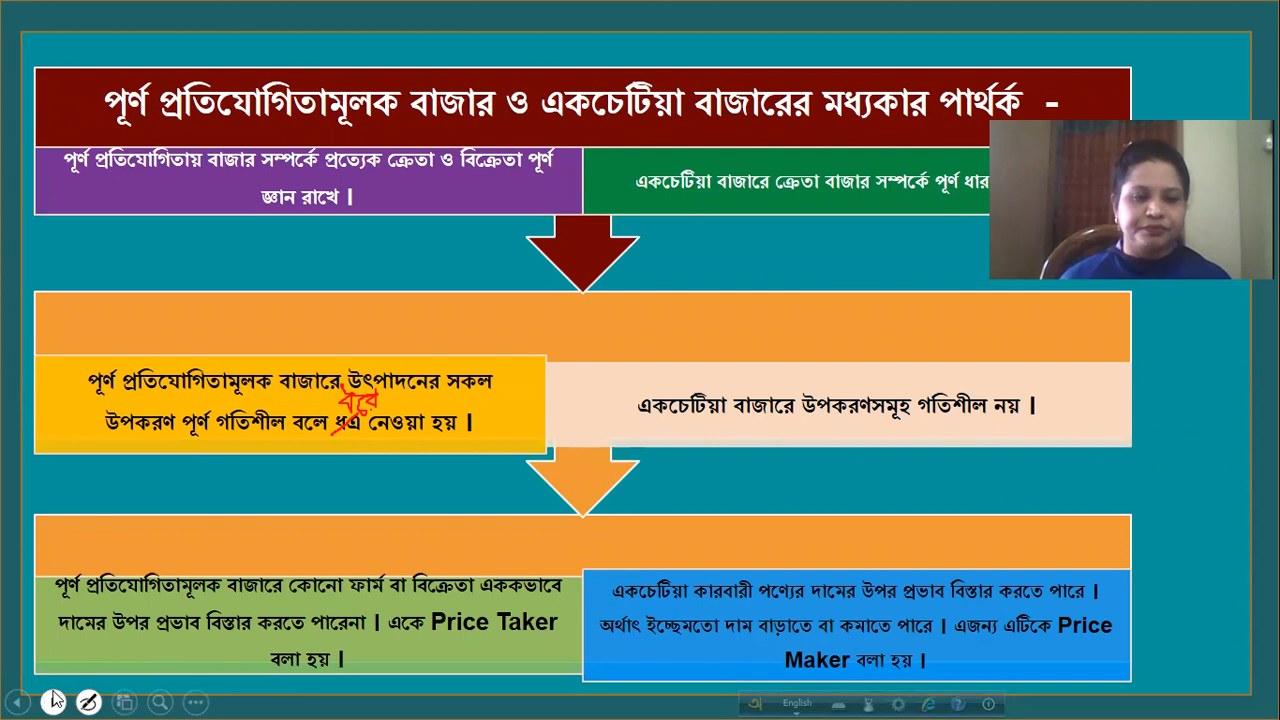 পূর্ণ প্রতিযোগিতামূলক বাজার ও একচেটিয়া বাজারের মধ্যকার পার্থক্য -
পূর্ণ প্রতিযোগিতায় বাজার সম্পর্কে প্রত্যেক ক্রেতা ও বিক্রেতা পূর্ণ
জ্ঞান রাখে ।
একচেটিয়া বাজারে ক্রেতা বাজার সম্পর্কে পূর্ণ
পূর্ণ প্রতিযোগিতামূলক বাজারে উৎপাদনের সকল
ধরে
উপকরণ পূর্ণ গতিশীল বলে ধএ নেওয়া হয় ।
একচেটিয়া বাজারে উপকরণসমূহ গতিশীল নয় ।
পূর্ণ প্রতিযোগিতামূলক বাজারে কোনো ফার্ম বা বিক্রেতা এককভাবে
দামের উপর প্রভাব বিস্তার করতে পারেনা । একে Price Taker
বলা হয় ।
একচেটিয়া কারবারী পণ্যের দামের উপর প্রভাব বিস্তার করতে পারে ।
অর্থাৎ ইচ্ছেমতো দাম বাড়াতে বা কমাতে পারে । এজন্য এটিকে Price
Maker বলা হয় ।
অ English